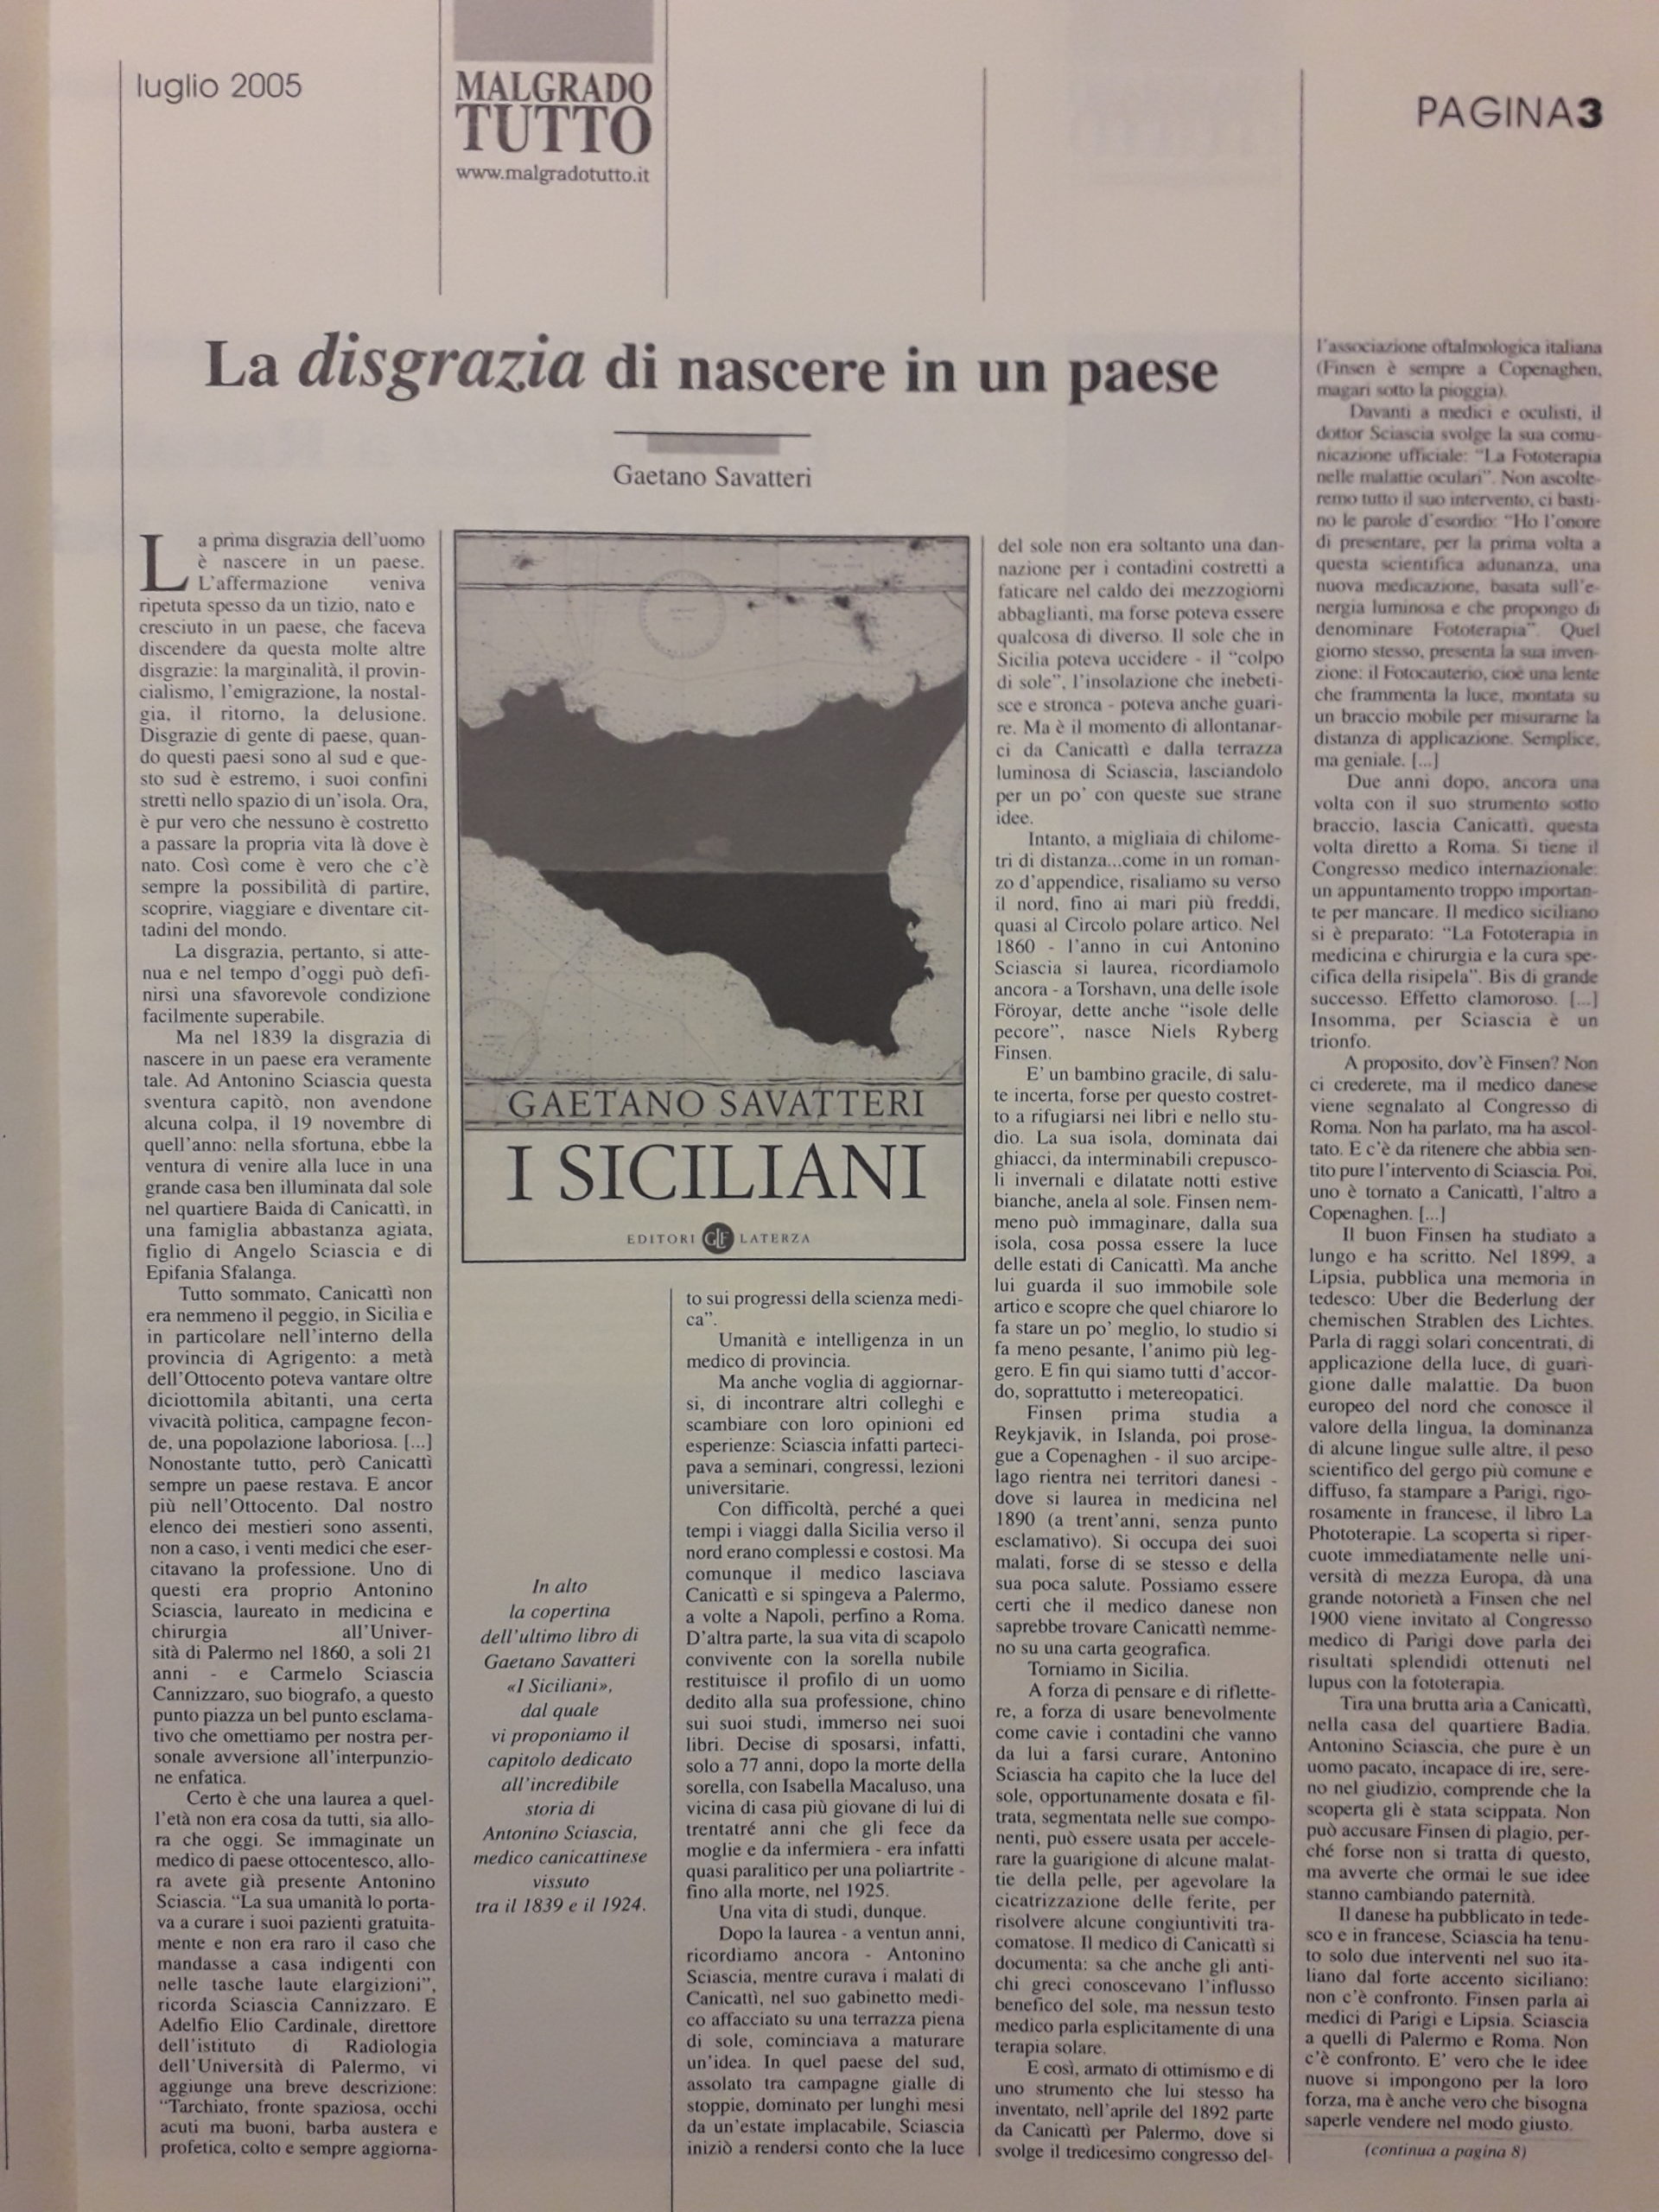 luglio 2005
MALGRADO
TUTTO
www.malgradotutto.it
PAGINA3
La disgrazia di nascere in un paese
Gaetano Savatteri
La prima disgrazia dell'uomo
è nascere in un paese.
L'affermazione veniva
ripetuta spesso da un tizio, nato e
cresciuto in un paese, che faceva
discendere da questa molte altre
disgrazie: la marginalità, il provin-
cialismo, l'emigrazione, la nostal-
gia, il ritorno, la delusione.
Disgrazie di gente di paese, quan-
do questi paesi sono al sud e que-
sto sud è estremo, i suoi confini
stretti nello spazio di un'isola. Ora,
è pur vero che nessuno è costretto
a passare la propria vita là dove è
nato. Così come è vero che c'è
sempre la possibilità di partire,
scoprire, viaggiare e diventare cit-
tadini del mondo.
La disgrazia, pertanto, si atte-
nua e nel tempo d'oggi può defi-
nirsi una sfavorevole condizione
facilmente superabile.
Ma nel 1839 la disgrazia di
nascere in un paese era veramente
tale. Ad Antonino Sciascia questa
sventura capitò, non avendone
alcuna colpa, il 19 novembre di
quell'anno: nella sfortuna, ebbe la
ventura di venire alla luce in una
grande casa ben illuminata dal sole
nel quartiere Baida di Canicattì, in
una famiglia abbastanza agiata,
figlio di Angelo Sciascia e di
Epifania Sfalanga.
Tutto sommato, Canicattì non
era nemmeno il peggio, in Sicilia e
in particolare nell'interno della
provincia di Agrigento: a metà
dell'Ottocento poteva vantare oltre
diciottomila abitanti, una certa
vivacità politica, campagne fecon-
de, una popolazione laboriosa. [...]
Nonostante tutto, però Canicattì
sempre un paese restava. E ancor
più nell'Ottocento. Dal nostro
elenco dei mestieri sono assenti,
non a caso, i venti medici che eser-
citavano la professione. Uno di
questi era proprio Antonino
Sciascia, laureato in medicina e
chirurgia all'Univer-
sità di Palermo nel 1860, a soli 21
anni - e Carmelo Sciascia
Cannizzaro, suo biografo, a questo
punto piazza un bel punto esclama-
tivo che omettiamo per nostra per-
sonale avversione all'interpunzio-
ne enfatica.
Certo è che una laurea a quel-
l'età non era cosa da tutti, sia allo-
ra che oggi. Se immaginate un
medico di paese ottocentesco, allo-
ra avete già presente Antonino
Sciascia. "La sua umanità lo porta-
va a curare i suoi pazienti gratuita-
mente e non era raro il caso che
mandasse a casa indigenti con
nelle tasche laute elargizioni",
ricorda Sciascia Cannizzaro. E
Adelfio Elio Cardinale, direttore
dell'istituto di Radiologia
dell'Università di Palermo, vi
aggiunge una breve descrizione:
"Tarchiato, fronte spaziosa, occhi
acuti ma buoni, barba austera e
profetica, colto e sempre aggiorna-
GAETANO SAVATTERI
I SICILIANI
EDITORI GLF LATERZA
In alto
la copertina
dell'ultimo libro di
Gaetano Savatteri
«I Siciliani»,
dal quale
vi proponiamo il
capitolo dedicato
all'incredibile
storia di
Antonino Sciascia,
medico canicattinese
vissuto
tra il 1839 e il 1924.
to sui progressi della scienza medi-
ca".
Umanità e intelligenza in un
medico di provincia.
Ma anche voglia di aggiornar-
si, di incontrare altri colleghi e
scambiare con loro opinioni ed
esperienze: Sciascia infatti parteci-
pava a seminari, congressi, lezioni
universitarie.
Con difficoltà, perché a quei
tempi i viaggi dalla Sicilia verso il
nord erano complessi e costosi. Ma
comunque il medico lasciava
Canicattì e si spingeva a Palermo,
a volte a Napoli, perfino a Roma.
D'altra parte, la sua vita di scapolo
convivente con la sorella nubile
restituisce il profilo di un uomo
dedito alla sua professione, chino
sui suoi studi, immerso nei suoi
libri. Decise di sposarsi, infatti,
solo a 77 anni, dopo la morte della
sorella, con Isabella Macaluso, una
vicina di casa più giovane di lui di
trentatré anni che gli fece da
moglie e da infermiera - era infatti
quasi paralitico per una poliartrite -
fino alla morte, nel 1925.
Una vita di studi, dunque.
Dopo la laurea - a ventun anni,
ricordiamo ancora - Antonino
Sciascia, mentre curava i malati di
Canicattì, nel suo gabinetto medi-
co affacciato su una terrazza piena
di sole, cominciava a maturare
un'idea. In quel paese del sud,
assolato tra campagne gialle di
stoppie, dominato per lunghi mesi
da un'estate implacabile, Sciascia
iniziò a rendersi conto che la luce
del sole non era soltanto una dan-
nazione per i contadini costretti a
faticare nel caldo dei mezzogiorni
abbaglianti, ma forse poteva essere
qualcosa di diverso. Il sole che in
Sicilia poteva uccidere - il "colpo
di sole", l'insolazione che inebeti-
sce e stronca - poteva anche guari-
re. Ma è il momento di allontanar-
ci da Canicattì e dalla terrazza
luminosa di Sciascia, lasciandolo
per un po' con queste sue strane
idee.
Intanto, a migliaia di chilome-
tri di distanza...come in un roman-
zo d'appendice, risaliamo su verso
il nord, fino ai mari più freddi,
quasi al Circolo polare artico. Nel
1860 - l'anno in cui Antonino
Sciascia si laurea, ricordiamolo
ancora - a Torshavn, una delle isole
Föroyar, dette anche "isole delle
pecore", nasce Niels Ryberg
Finsen.
E' un bambino gracile, di salu-
te incerta, forse per questo costret-
to a rifugiarsi nei libri e nello stu-
dio. La sua isola, dominata dai
ghiacci, da interminabili crepusco-
li invernali e dilatate notti estive
bianche, anela al sole. Finsen nem-
meno può immaginare, dalla sua
isola, cosa possa essere la luce
delle estati di Canicattì. Ma anche
lui guarda il suo immobile sole
artico e scopre che quel chiarore lo
fa stare un po' meglio, lo studio si
fa meno pesante, l'animo più leg-
gero. E fin qui siamo tutti d'accor-
do, soprattutto i metereopatici.
Finsen prima studia a
Reykjavik, in Islanda, poi prose-
gue a Copenaghen - il suo arcipe-
lago rientra nei territori danesi -
dove si laurea in medicina nel
1890 (a trent'anni, senza punto
esclamativo). Si occupa dei suoi
malati, forse di se stesso e della
sua poca salute. Possiamo essere
certi che il medico danese non
saprebbe trovare Canicattì nemme-
no su una carta geografica.
Torniamo in Sicilia.
A forza di pensare e di riflette-
re, a forza di usare benevolmente
come cavie i contadini che vanno
da lui a farsi curare, Antonino
Sciascia ha capito che la luce del
sole, opportunamente dosata e fil-
trata, segmentata nelle sue compo-
nenti, può essere usata per accele-
rare la guarigione di alcune malat-
tie della pelle, per agevolare la
cicatrizzazione delle ferite, per
risolvere alcune congiuntiviti tra-
comatose. Il medico di Canicattì si
documenta: sa che anche gli anti-
chi greci conoscevano l'influsso
benefico del sole, ma nessun testo
medico parla esplicitamente di una
terapia solare.
E così, armato di ottimismo e di
uno strumento che lui stesso ha
inventato, nell'aprile del 1892 parte
da Canicattì per Palermo, dove si
svolge il tredicesimo congresso del-
l'associazione oftalmologica italiana
(Finsen è sempre a Copenaghen,
magari sotto la pioggia).
Davanti a medici e oculisti, il
dottor Sciascia svolge la sua comu-
nicazione ufficiale: "La Fototerapia
nelle malattie oculari". Non ascolte-
remo tutto il suo intervento, ci basti-
no le parole d'esordio: "Ho l'onore
di presentare, per la prima volta a
questa scientifica adunanza, una
nuova medicazione, basata sull'e-
nergia luminosa e che propongo di
denominare Fototerapia". Quel
giorno stesso, presenta la sua inven-
zione: il Fotocauterio, cioè una lente
che frammenta la luce, montata su
un braccio mobile per misurarne la
distanza di applicazione. Semplice,
ma geniale. [...]
Due anni dopo, ancora una
volta con il suo strumento sotto
braccio, lascia Canicattì, questa
volta diretto a Roma. Si tiene il
Congresso medico internazionale:
un appuntamento troppo importan-
te per mancare. Il medico siciliano
si è preparato: "La Fototerapia in
medicina e chirurgia e la cura spe-
cifica della risipela". Bis di grande
successo. Effetto clamoroso. [...]
Insomma, per Sciascia è un
trionfo.
A proposito, dov'è Finsen? Non
ci crederete, ma il medico danese
viene segnalato al Congresso di
Roma. Non ha parlato, ma ha ascol-
tato. E c'è da ritenere che abbia sen-
tito pure l'intervento di Sciascia. Poi,
uno è tornato a Canicattì, l'altro a
Copenaghen. [...]
Il buon Finsen ha studiato a
lungo e ha scritto. Nel 1899, a
Lipsia, pubblica una memoria in
tedesco: Uber die Bederlung der
chemischen Strablen des Lichtes.
Parla di raggi solari concentrati, di
applicazione della luce, di guari-
gione dalle malattie. Da buon
europeo del nord che conosce il
valore della lingua, la dominanza
di alcune lingue sulle altre, il peso
scientifico del gergo più comune e
diffuso, fa stampare a Parigi, rigo-
rosamente in francese, il libro La
Phototerapie. La scoperta si riper-
cuote immediatamente nelle uni-
versità di mezza Europa, dà una
grande notorietà a Finsen che nel
1900 viene invitato al Congresso
medico di Parigi dove parla dei
risultati splendidi ottenuti nel
lupus con la fototerapia.
Tira una brutta aria a Canicattì,
nella casa del quartiere Badia.
Antonino Sciascia, che pure è un
uomo pacato, incapace di ire, sere-
no nel giudizio, comprende che la
scoperta gli è stata scippata. Non
può accusare Finsen di plagio, per-
ché forse non si tratta di questo,
ma avverte che ormai le sue idee
stanno cambiando paternità.
Il danese ha pubblicato in tede-
sco e in francese, Sciascia ha tenu-
to solo due interventi nel suo ita-
liano dal forte accento siciliano:
non c'è confronto. Finsen parla ai
medici di Parigi e Lipsia. Sciascia
a quelli di Palermo e Roma. Non
c'è confronto. E' vero che le idee
nuove si impongono per la loro
forza, ma è anche vero che bisogna
saperle vendere nel modo giusto.
(continua a pagina 8)